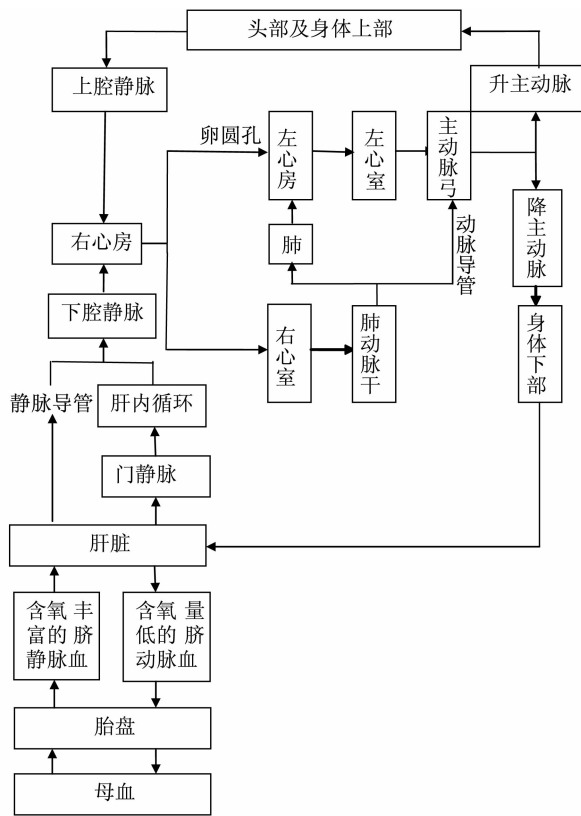 头部及身体上部
上腔静脉
升主动脉
卵圆孔
左心房
左心室
主动脉弓
右心房
肺
动脉导管
降主动脉
下腔静脉
右心室
肺动脉干
身体下部
静脉导管
肝内循环
门静脉
肝脏
含氧丰
富的脐
静脉血
含氧量
低的脐
动脉血
胎盘
母血